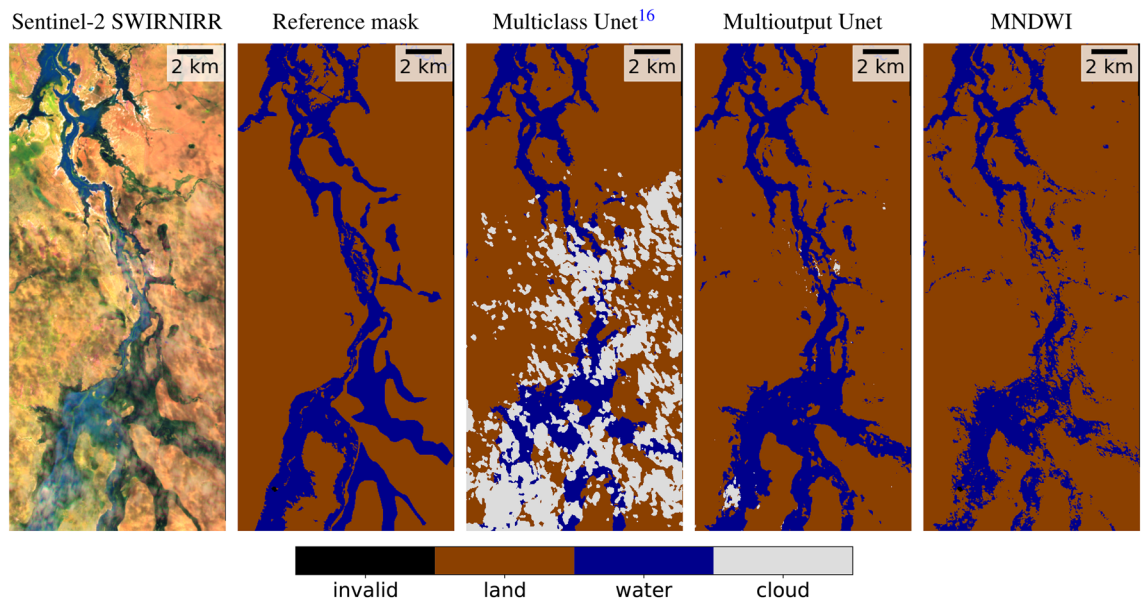 Sentinel-2 SWIRNIRR
Reference mask
Multiclass Unet16
Multioutput Unet
MNDWI
2 km
2 km
2 km
2 km
2 km
invalid
land
water
cloud